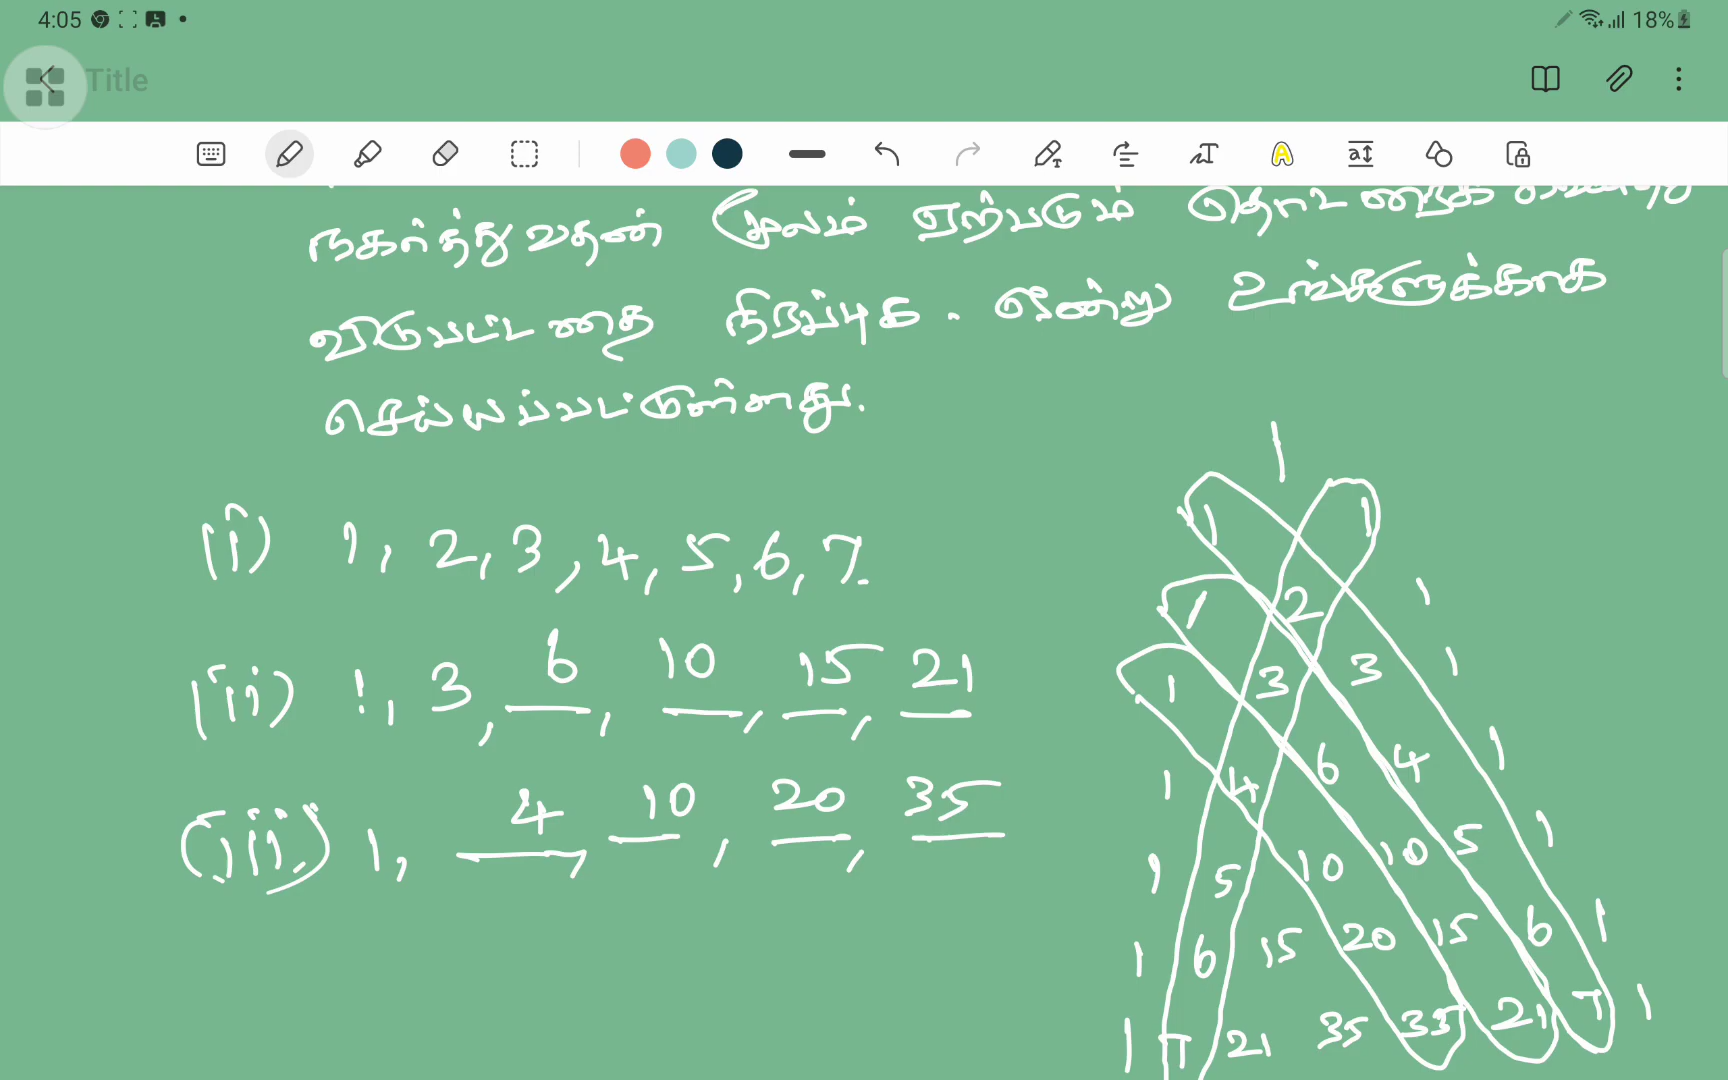 4:05
18%
Title
நகர்த்துவதன் மூலம் ஏற்படும்
விடுபட்டதை நிரப்புக. ஒன்று உங்களுக்காக
செய்யப்பட்டுள்ளது.
(i) 1, 2, 3, 4, 5, 6, 7.
(ii) 1, 3, 6, 10, 15, 21
(iii) 1, 4, 10, 20, 35
1
1 1
1 2 1
1 3 3 1
1 4 6 4 1
1 5 10 10 5 1
1 6 15 20 15 6 1
1 7 21 35 35 21 7 1